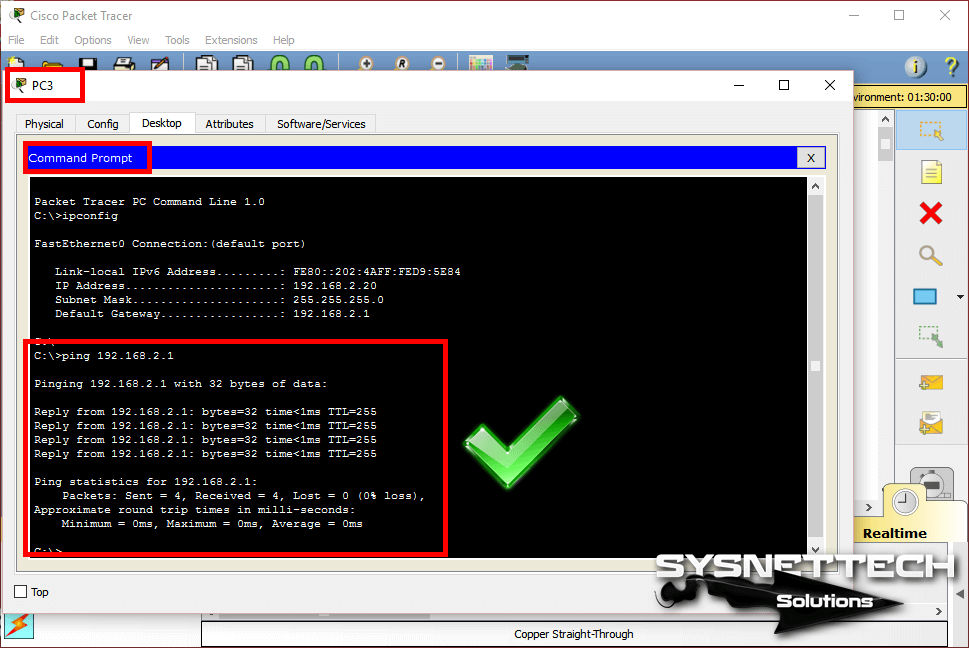 Cisco Packet Tracer
File Edit Options View Tools Extensions Help
PC3
vironment: 01:30:00
Physical Config Desktop Attributes Software/Services
Command Prompt X
Packet Tracer PC Command Line 1.0
C:\>ipconfig
FastEthernet0 Connection:(default port)
Link-local IPv6 Address.........: FE80::202:4AFF:FED9:5E84
IP Address......................: 192.168.2.20
Subnet Mask.....................: 255.255.255.0
Default Gateway.................: 192.168.2.1
C:\>ping 192.168.2.1
Pinging 192.168.2.1 with 32 bytes of data:
Reply from 192.168.2.1: bytes=32 time<1ms TTL=255
Reply from 192.168.2.1: bytes=32 time<1ms TTL=255
Reply from 192.168.2.1: bytes=32 time<1ms TTL=255
Reply from 192.168.2.1: bytes=32 time<1ms TTL=255
Ping statistics for 192.168.2.1:
Packets: Sent = 4, Received = 4, Lost = 0 (0% loss),
Approximate round trip times in milli-seconds:
Minimum = 0ms, Maximum = 0ms, Average = 0ms
C:\>
Realtime
SYSNETTECH
Solutions
Top
Copper Straight-Through